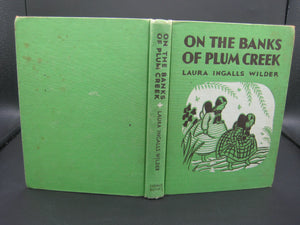 ON THE BANKS
OF PLUM CREEK
LAURA INGALLS WILDER
ON THE BANKS
OF PLUM CREEK
LAURA INGALLS WILDER